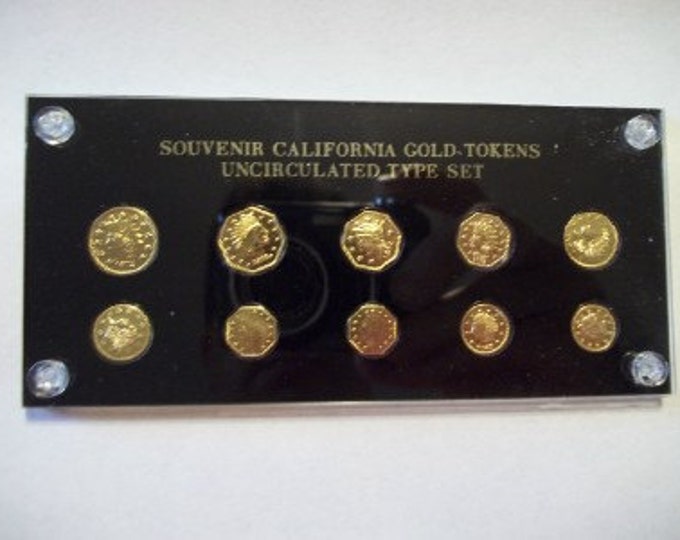 SOUVENIR CALIFORNIA GOLD TOKENS
UNCIRCULATED TYPE SET